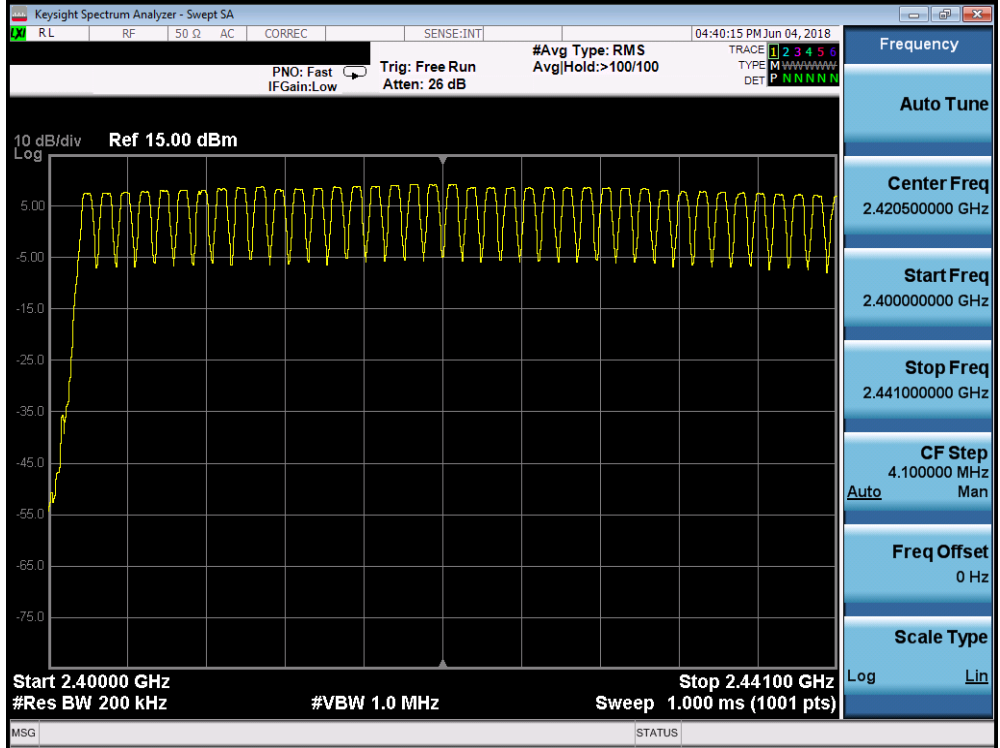 Keysight Spectrum Analyzer - Swept SA
LXI RL RF 50 Ω AC CORREC SENSE:INT 04:40:15 PM Jun 04, 2018
PNO: Fast
IFGain:Low
Trig: Free Run
Atten: 26 dB
#Avg Type: RMS
Avg|Hold:>100/100
TRACE 1 2 3 4 5 6
TYPE M WWWWW
DET P N N N N N
10 dB/div
Log
Ref 15.00 dBm
5.00
-5.00
-15.0
-25.0
-35.0
-45.0
-55.0
-65.0
-75.0
Start 2.40000 GHz
Stop 2.44100 GHz
#Res BW 200 kHz
#VBW 1.0 MHz
Sweep 1.000 ms (1001 pts)
MSG
STATUS
Frequency
Auto Tune
Center Freq
2.420500000 GHz
Start Freq
2.400000000 GHz
Stop Freq
2.441000000 GHz
CF Step
4.100000 MHz
Auto Man
Freq Offset
0 Hz
Scale Type
Log Lin